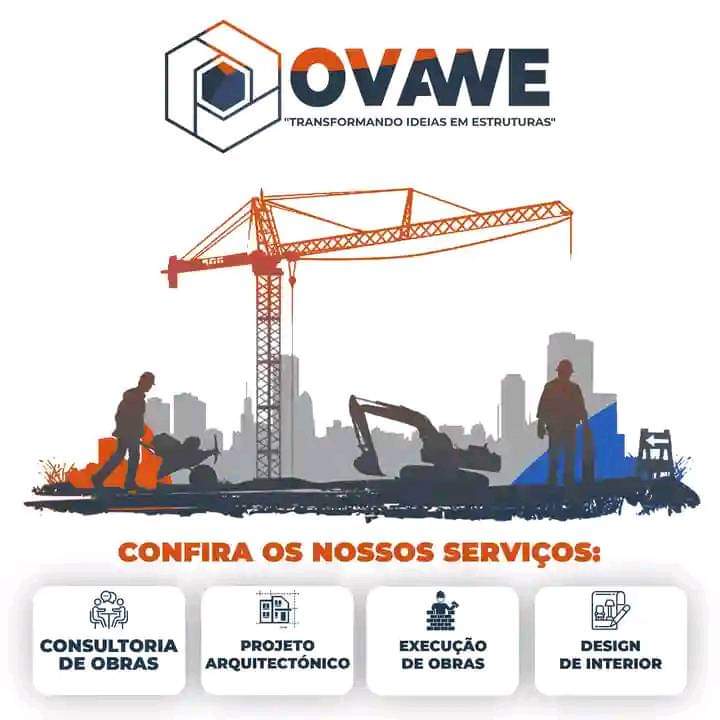 OVAWE
"TRANSFORMANDO IDEIAS EM ESTRUTURAS"
CONFIRA OS NOSSOS SERVIÇOS:
CONSULTORIA
DE OBRAS
PROJETO
ARQUITECTÓNICO
EXECUÇÃO
DE OBRAS
DESIGN
DE INTERIOR